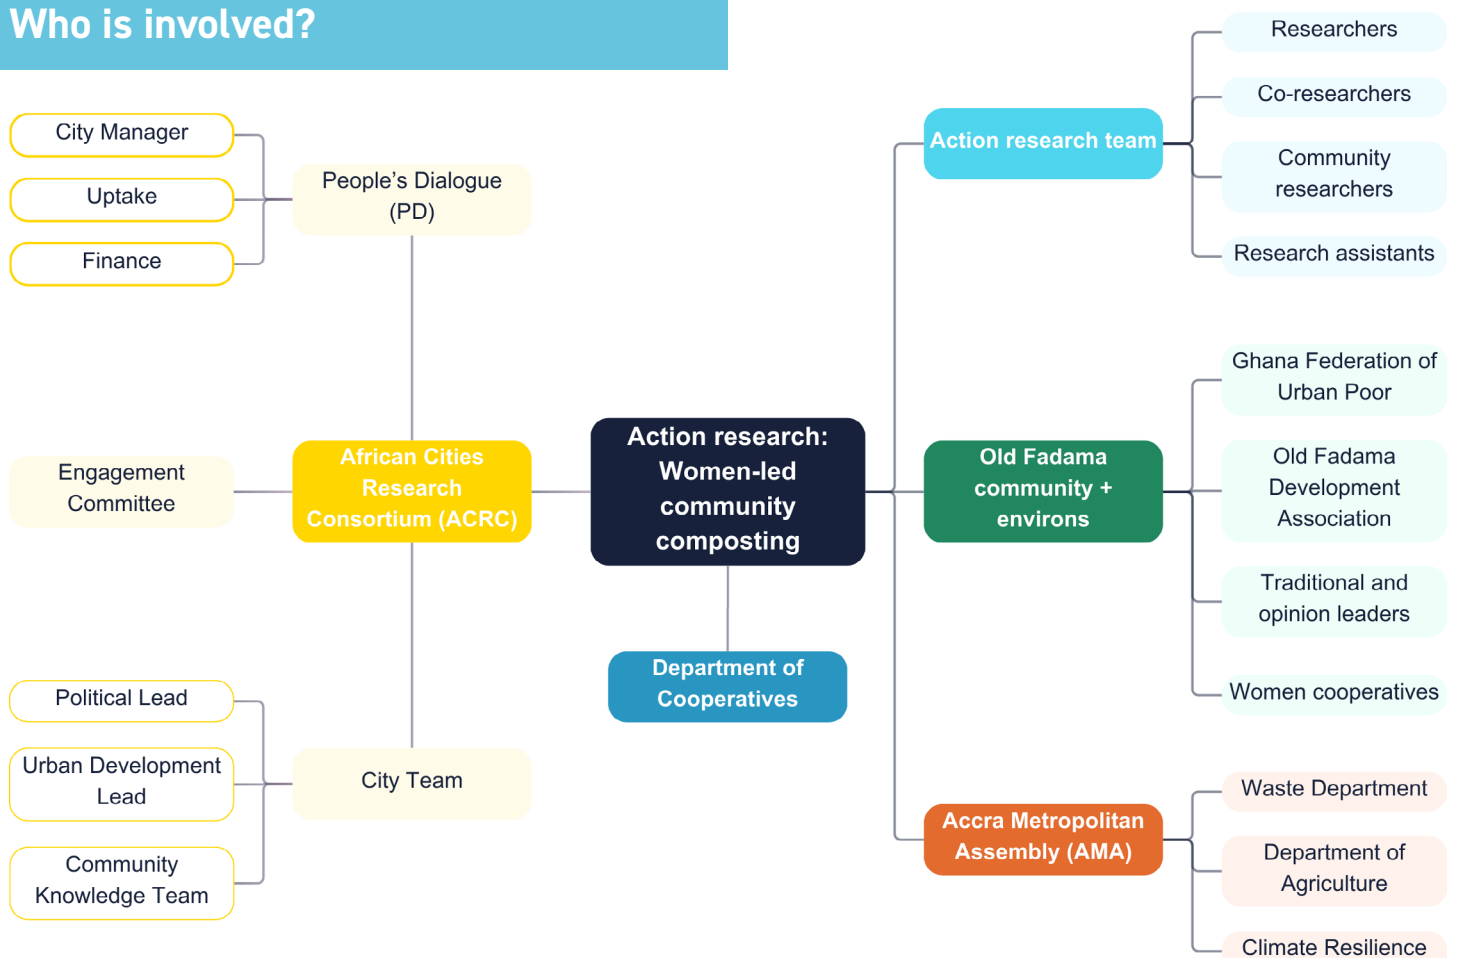 Who is involved?
City Manager
Uptake
Finance
People’s Dialogue
(PD)
Engagement
Committee
African Cities
Research
Consortium (ACRC)
Political Lead
Urban Development
Lead
Community
Knowledge Team
City Team
Action research:
Women-led
community
composting
Department of
Cooperatives
Action research team
Researchers
Co-researchers
Community
researchers
Research assistants
Old Fadama
community +
environs
Ghana Federation of
Urban Poor
Old Fadama
Development
Association
Traditional and
opinion leaders
Women cooperatives
Accra Metropolitan
Assembly (AMA)
Waste Department
Department of
Agriculture
Climate Resilience